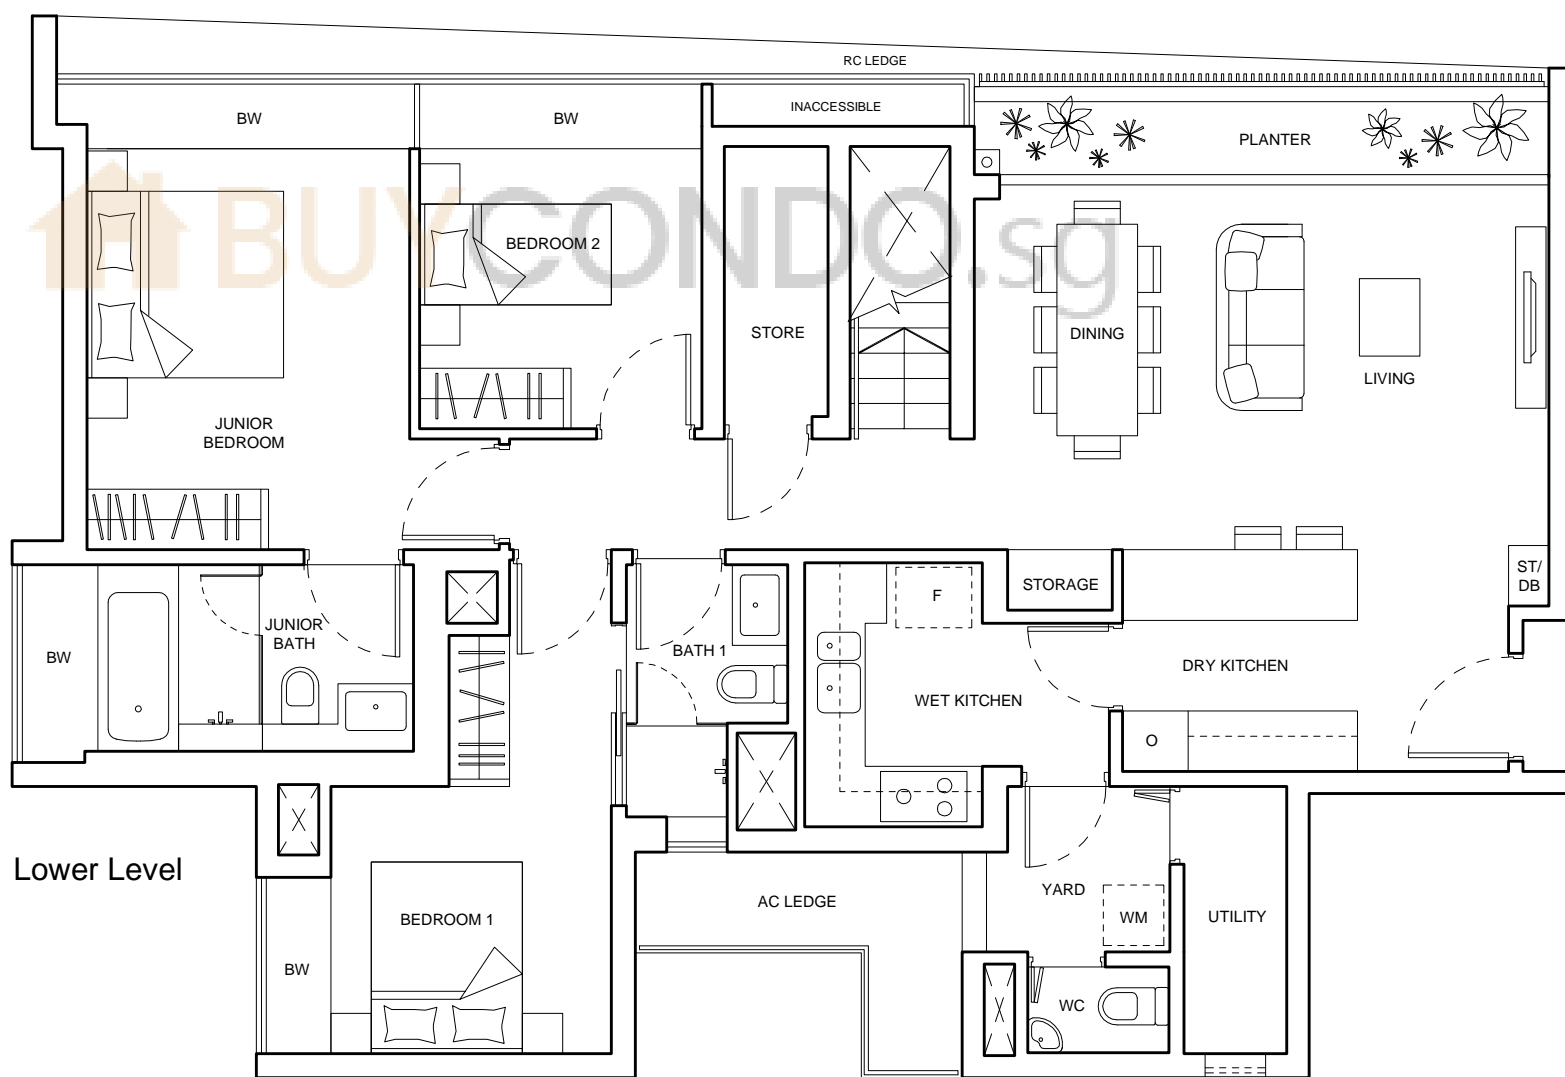 RC LEDGE
BW
BW
INACCESSIBLE
PLANTER
BUYCONDO.sg
BEDROOM 2
STORE
DINING
LIVING
JUNIOR
BEDROOM
F
STORAGE
ST/
DB
JUNIOR
BATH
BW
BATH 1
WET KITCHEN
DRY KITCHEN
O
Lower Level
AC LEDGE
YARD
WM
UTILITY
BEDROOM 1
BW
WC